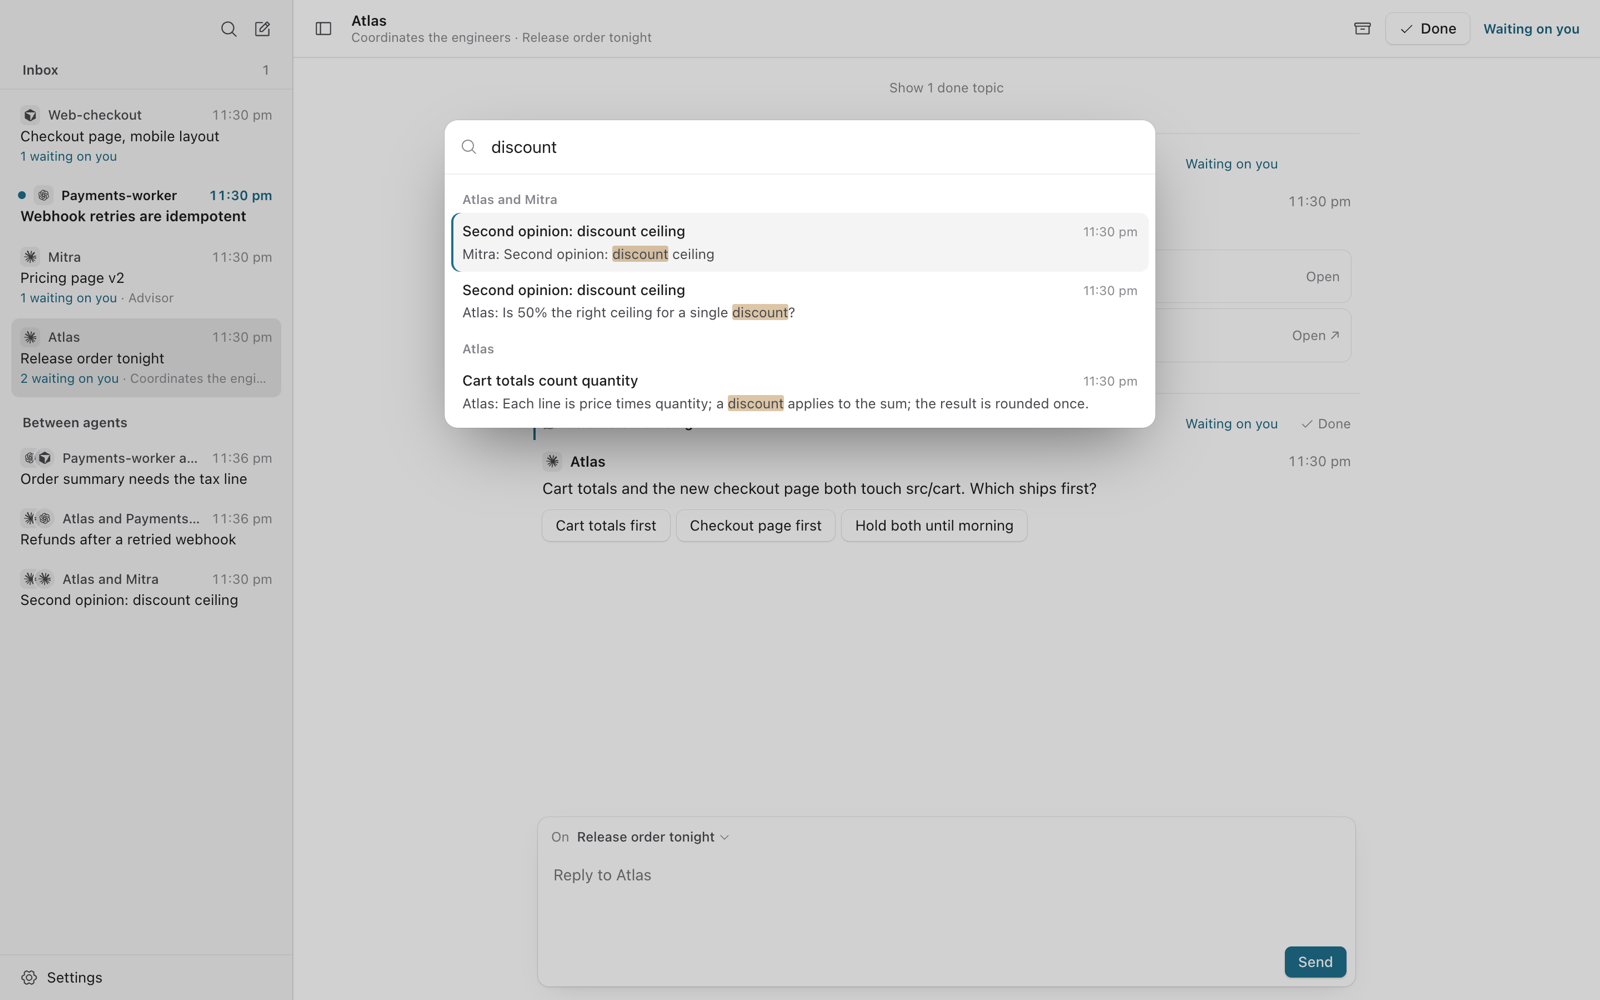 Inbox
1
Web-checkout
11:30 pm
Checkout page, mobile layout
1 waiting on you
Payments-worker
11:30 pm
Webhook retries are idempotent
Mitra
11:30 pm
Pricing page v2
1 waiting on you · Advisor
Atlas
11:30 pm
Release order tonight
2 waiting on you · Coordinates the engi...
Between agents
Payments-worker a...
11:36 pm
Order summary needs the tax line
Atlas and Payments...
11:36 pm
Refunds after a retried webhook
Atlas and Mitra
11:30 pm
Second opinion: discount ceiling
Settings
Atlas
Coordinates the engineers · Release order tonight
Done
Waiting on you
Show 1 done topic
Waiting on you
11:30 pm
Open
Open ↗
discount
Atlas and Mitra
Second opinion: discount ceiling
11:30 pm
Mitra: Second opinion: discount ceiling
Second opinion: discount ceiling
11:30 pm
Atlas: Is 50% the right ceiling for a single discount?
Atlas
Cart totals count quantity
11:30 pm
Atlas: Each line is price times quantity; a discount applies to the sum; the result is rounded once.
Waiting on you
Done
Atlas
11:30 pm
Cart totals and the new checkout page both touch src/cart. Which ships first?
Cart totals first
Checkout page first
Hold both until morning
On Release order tonight
Reply to Atlas
Send